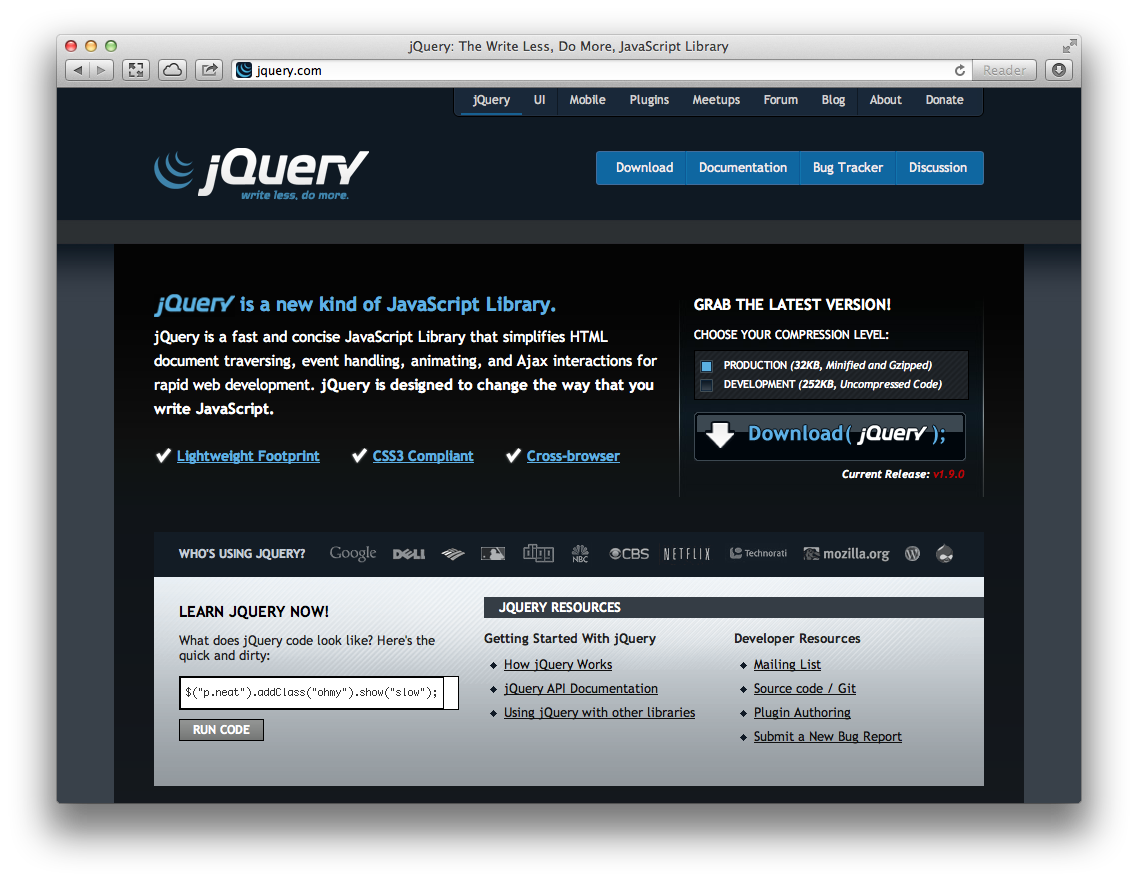 jQuery: The Write Less, Do More, JavaScript Library
jquery.com
Reader
jQuery UI Mobile Plugins Meetups Forum Blog About Donate
jQuery
write less, do more.
Download Documentation Bug Tracker Discussion
jQuery is a new kind of JavaScript Library.
jQuery is a fast and concise JavaScript Library that simplifies HTML
document traversing, event handling, animating, and Ajax interactions for
rapid web development. jQuery is designed to change the way that you
write JavaScript.
Lightweight Footprint CSS3 Compliant Cross-browser
GRAB THE LATEST VERSION!
CHOOSE YOUR COMPRESSION LEVEL:
PRODUCTION (32KB, Minified and Gzipped)
DEVELOPMENT (252KB, Uncompressed Code)
Download( jQuery );
Current Release: v1.9.0
WHO'S USING JQUERY? Google DELL NBC CBS NETFLIX Technorati mozilla.org
LEARN JQUERY NOW!
What does jQuery code look like? Here's the
quick and dirty:
$("p.neat").addClass("ohmy").show("slow");
RUN CODE
JQUERY RESOURCES
Getting Started With jQuery
How jQuery Works
jQuery API Documentation
Using jQuery with other libraries
Developer Resources
Mailing List
Source code / Git
Plugin Authoring
Submit a New Bug Report